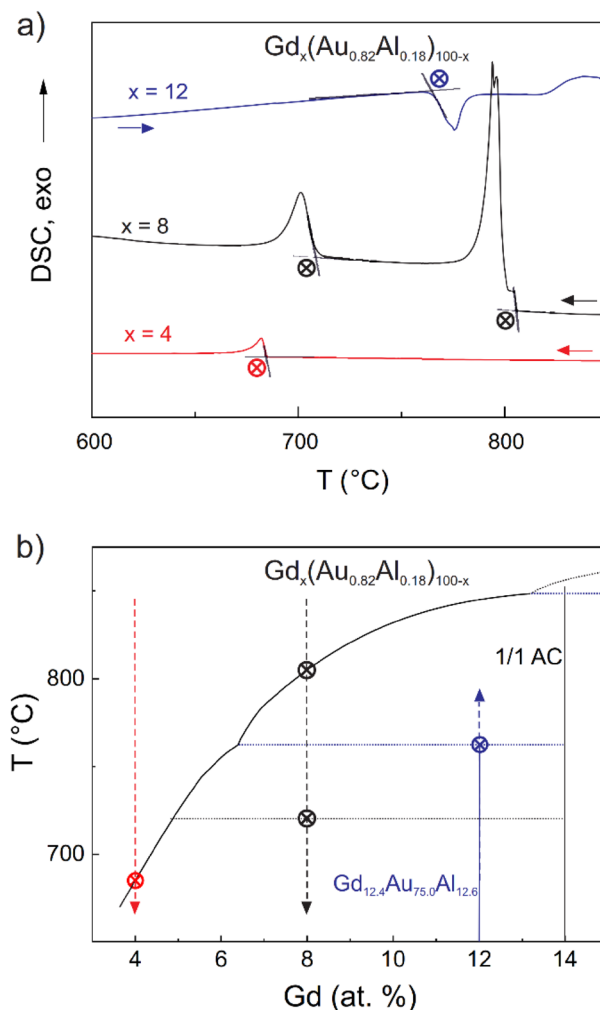 a)
Gdₓ(Au₀.₈₂Al₀.₁₈)₁₀₀₋ₓ
x = 12
x = 8
x = 4
DSC, exo
600 700 800
T (°C)
b)
Gdₓ(Au₀.₈₂Al₀.₁₈)₁₀₀₋ₓ
1/1 AC
800
700
T (°C)
Gd₁₂.₄Au₇₅.₀Al₁₂.₆
4 6 8 10 12 14
Gd (at. %)